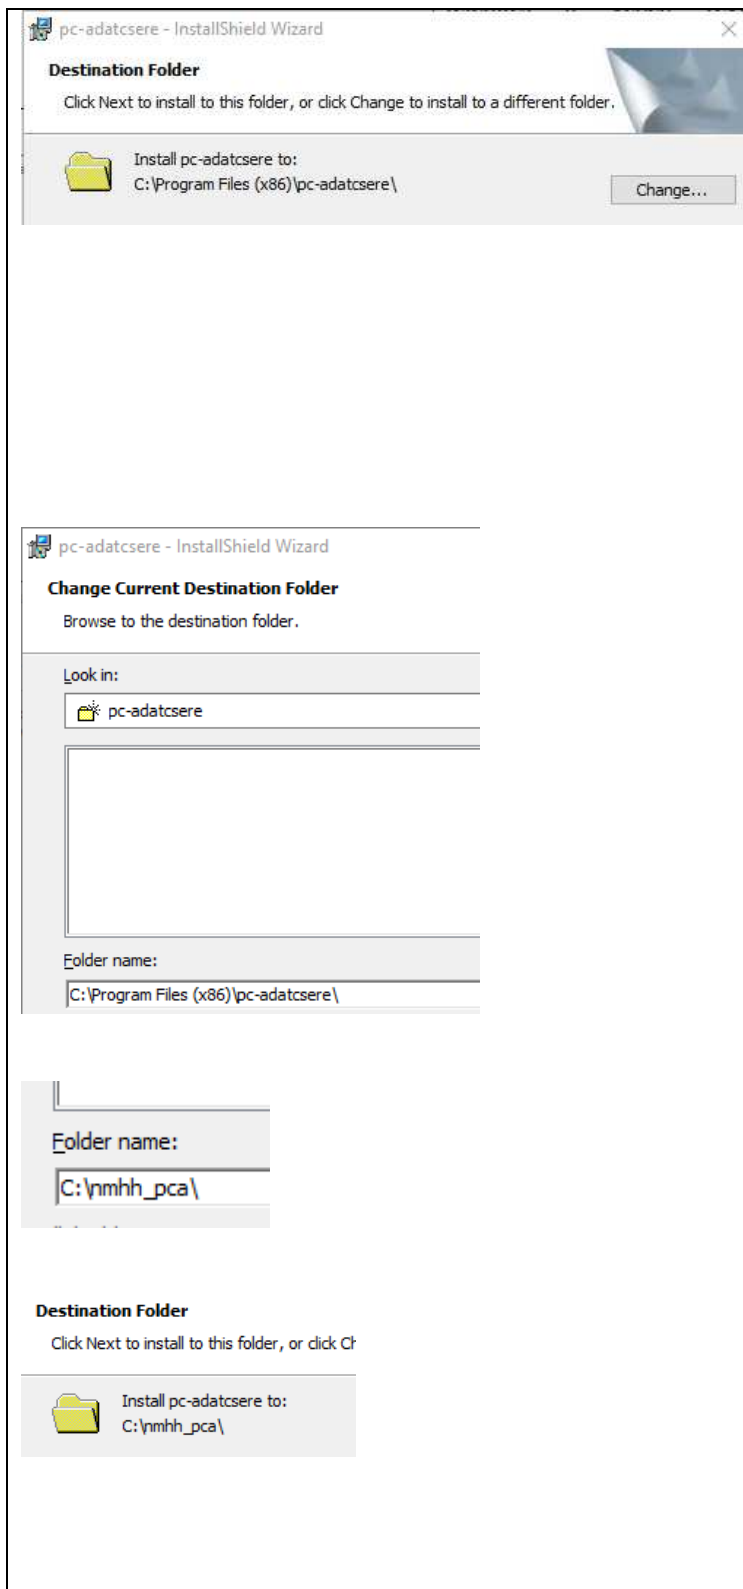 pc-adatcsere - InstallShield Wizard
Destination Folder
Click Next to install to this folder, or click Change to install to a different folder.
Install pc-adatcsere to:
C:\Program Files (x86)\pc-adatcsere\
Change...
pc-adatcsere - InstallShield Wizard
Change Current Destination Folder
Browse to the destination folder.
Look in:
pc-adatcsere
Folder name:
C:\Program Files (x86)\pc-adatcsere\
Folder name:
C:\nmhh_pca\
Destination Folder
Click Next to install to this folder, or click Ch
Install pc-adatcsere to:
C:\nmhh_pca\